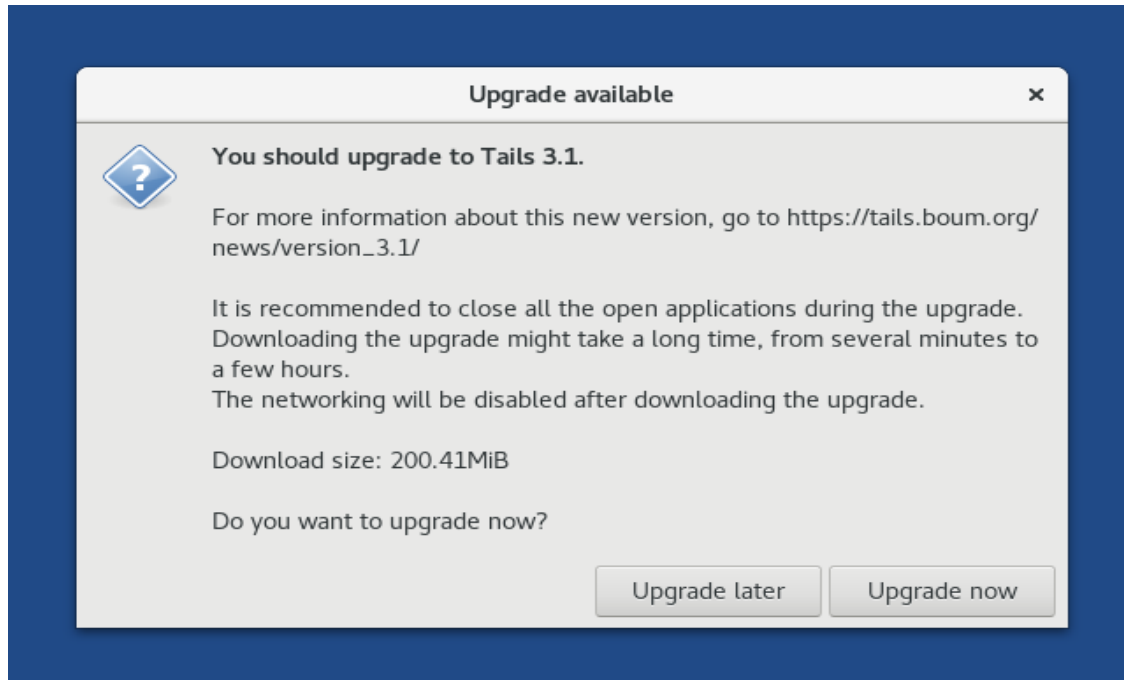 Upgrade available
You should upgrade to Tails 3.1.
For more information about this new version, go to https://tails.boum.org/
news/version_3.1/
It is recommended to close all the open applications during the upgrade.
Downloading the upgrade might take a long time, from several minutes to
a few hours.
The networking will be disabled after downloading the upgrade.
Download size: 200.41MiB
Do you want to upgrade now?
Upgrade later
Upgrade now